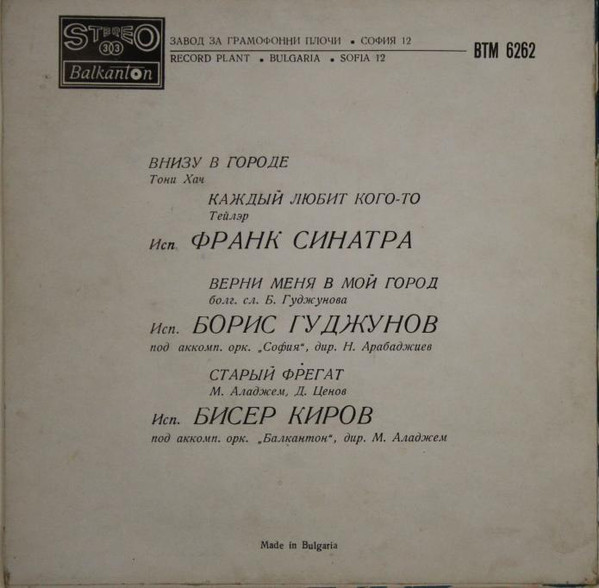 STEREO
303
Balkanton
ЗАВОД ЗА ГРАМОФОННИ ПЛОЧИ • СОФИЯ 12
RECORD PLANT • BULGARIA • SOFIA 12
ВТМ 6262
ВНИЗУ В ГОРОДЕ
Тони Хач
КАЖДЫЙ ЛЮБИТ КОГО-ТО
Тейлэр
Исп. ФРАНК СИНАТРА
ВЕРНИ МЕНЯ В МОЙ ГОРОД
болг. сл. Б. Гуджунова
Исп. БОРИС ГУДЖУНОВ
под аккомп. орк. „София“, дир. Н. Арабаджиев
СТАРЫЙ ФРЕГАТ
М. Аладжем, Д. Ценов
Исп. БИСЕР КИРОВ
под аккомп. орк. „Балкантон“, дир. М. Аладжем
Made in Bulgaria